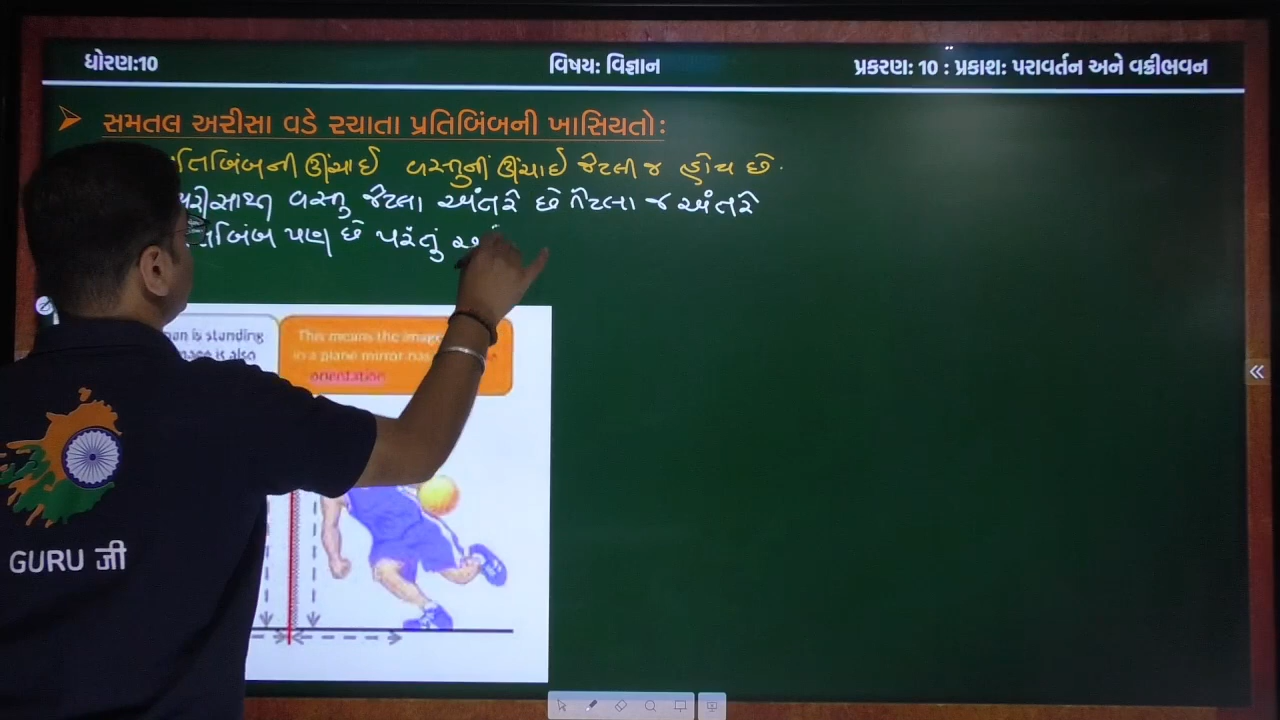 ધોરણ:10
વિષય: વિજ્ઞાન
પ્રકરણ: 10 : પ્રકાશ: પરાવર્તન અને વક્રીભવન
સમતલ અરીસા વડે રચાતા પ્રતિબિંબની ખાસિયતો:
વસ્તુની ઊંચાઈ જેટલી જ હોય છે.
વસ્તુ જેટલા અંતરે છે તેટલા જ અંતરે
પણ છે પરંતુ
is standing
is also
This means the image
in a plane mirror has
orientation
GURU जी